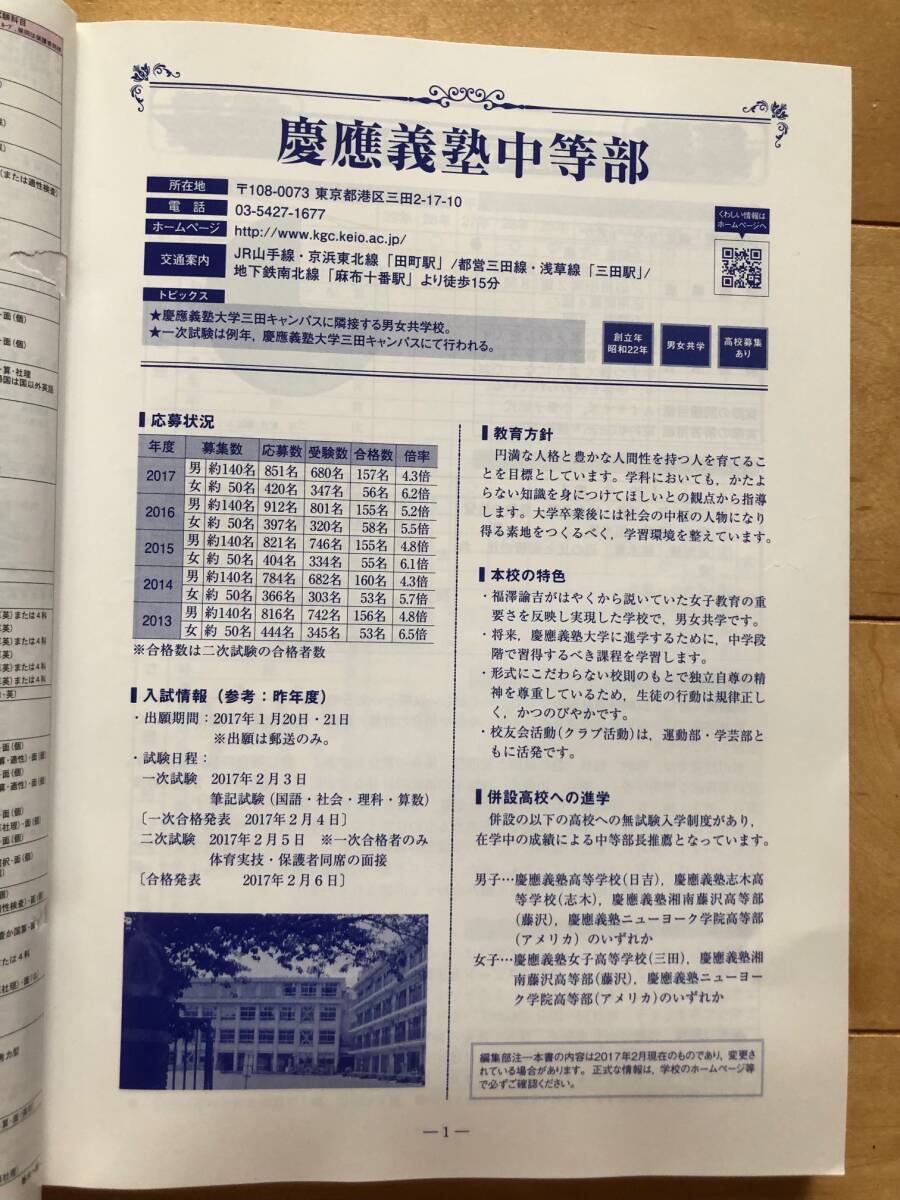 慶應義塾中等部
所在地 〒108-0073 東京都港区三田2-17-10
電話 03-5427-1677
ホームページ http://www.kgc.keio.ac.jp/
交通案内 JR山手線・京浜東北線「田町駅」/都営三田線・浅草線「三田駅」/
地下鉄南北線「麻布十番駅」より徒歩15分
くわしい情報は
ホームページへ
トピックス
★慶應義塾大学三田キャンパスに隣接する男女共学校。
★一次試験は例年，慶應義塾大学三田キャンパスにて行われる。
創立年
昭和22年
男女共学
高校募集
あり
応募状況
年度 募集数 応募数 受験数 合格数 倍率
2017 男 約140名 851名 680名 157名 4.3倍
女 約 50名 420名 347名 56名 6.2倍
2016 男 約140名 912名 801名 155名 5.2倍
女 約 50名 397名 320名 58名 5.5倍
2015 男 約140名 821名 746名 155名 4.8倍
女 約 50名 404名 334名 55名 6.1倍
2014 男 約140名 784名 682名 160名 4.3倍
女 約 50名 366名 303名 53名 5.7倍
2013 男 約140名 816名 742名 156名 4.8倍
女 約 50名 444名 345名 53名 6.5倍
※合格数は二次試験の合格者数
入試情報（参考：昨年度）
・出願期間：2017年1月20日・21日
※出願は郵送のみ。
・試験日程：
一次試験 2017年2月3日
筆記試験（国語・社会・理科・算数）
〔一次合格発表 2017年2月4日〕
二次試験 2017年2月5日 ※一次合格者のみ
体育実技・保護者同席の面接
〔合格発表 2017年2月6日〕
教育方針
円満な人格と豊かな人間性を持つ人を育てるこ
とを目標としています。学科においても，かたよ
らない知識を身につけてほしいとの観点から指導
します。大学卒業後には社会の中枢の人物になり
得る素地をつくるべく，学習環境を整えています。
本校の特色
・福澤諭吉がはやくから説いていた女子教育の重
要さを反映し実現した学校で，男女共学です。
・将来，慶應義塾大学に進学するために，中学段
階で習得するべき課程を学習します。
・形式にこだわらない校則のもとで独立自尊の精
神を尊重しているため，生徒の行動は規律正し
く，かつのびやかです。
・校友会活動（クラブ活動）は，運動部・学芸部と
もに活発です。
併設高校への進学
併設の以下の高校への無試験入学制度があり，
在学中の成績による中等部長推薦となっています。
男子…慶應義塾高等学校（日吉），慶應義塾志木高
等学校（志木），慶應義塾湘南藤沢高等部
（藤沢），慶應義塾ニューヨーク学院高等部
（アメリカ）のいずれか
女子…慶應義塾女子高等学校（三田），慶應義塾湘
南藤沢高等部（藤沢），慶應義塾ニューヨー
ク学院高等部（アメリカ）のいずれか
編集部注―本書の内容は2017年2月現在のものであり，変更さ
れている場合があります。正式な情報は，学校のホームページ等
で必ずご確認ください。
― 1 ―